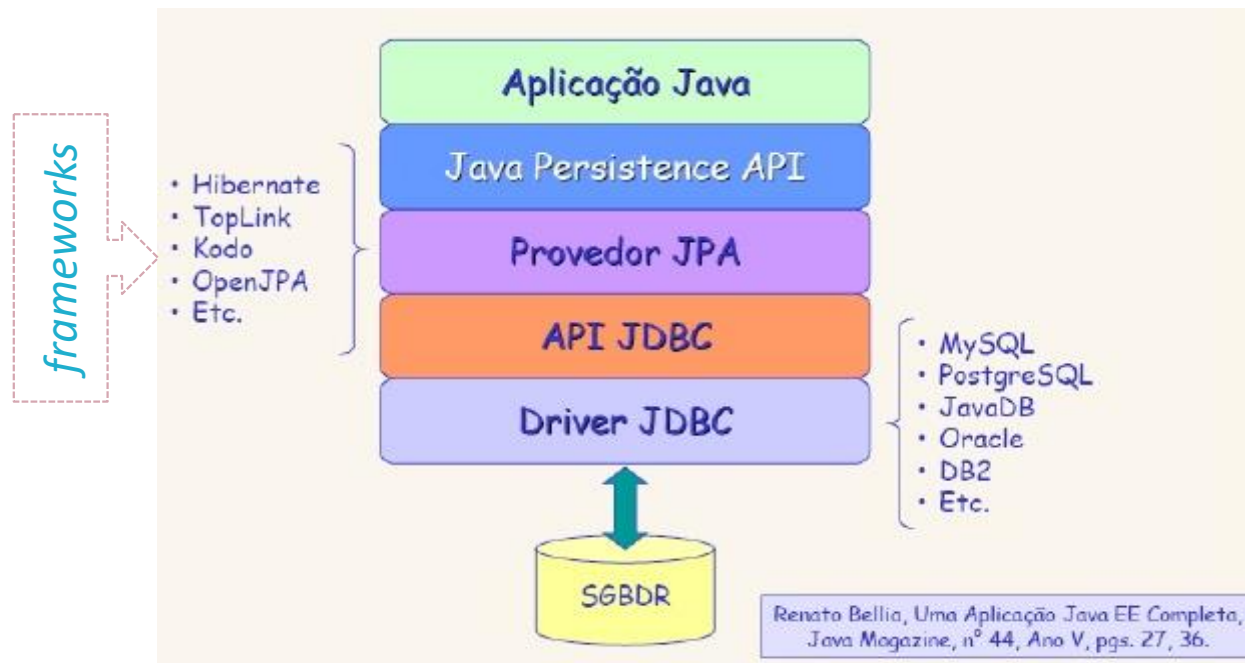 frameworks
• Hibernate
• TopLink
• Kodo
• OpenJPA
• Etc.
Aplicação Java
Java Persistence API
Provedor JPA
API JDBC
Driver JDBC
• MySQL
• PostgreSQL
• JavaDB
• Oracle
• DB2
• Etc.
SGBDR
Renato Bellia, Uma Aplicação Java EE Completa,
Java Magazine, nº 44, Ano V, pgs. 27, 36.